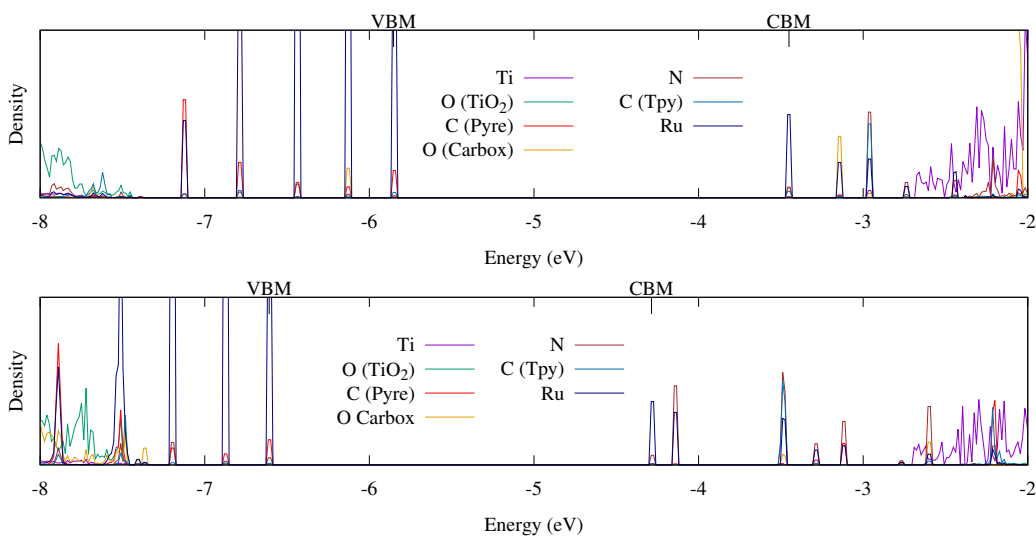 VBM CBM
Density
Ti N
O (TiO2) C (Tpy)
C (Pyre) Ru
O (Carbox)
-8 -7 -6 -5 -4 -3 -2
Energy (eV)
VBM CBM
Density
Ti N
O (TiO2) C (Tpy)
C (Pyre) Ru
O Carbox
-8 -7 -6 -5 -4 -3 -2
Energy (eV)